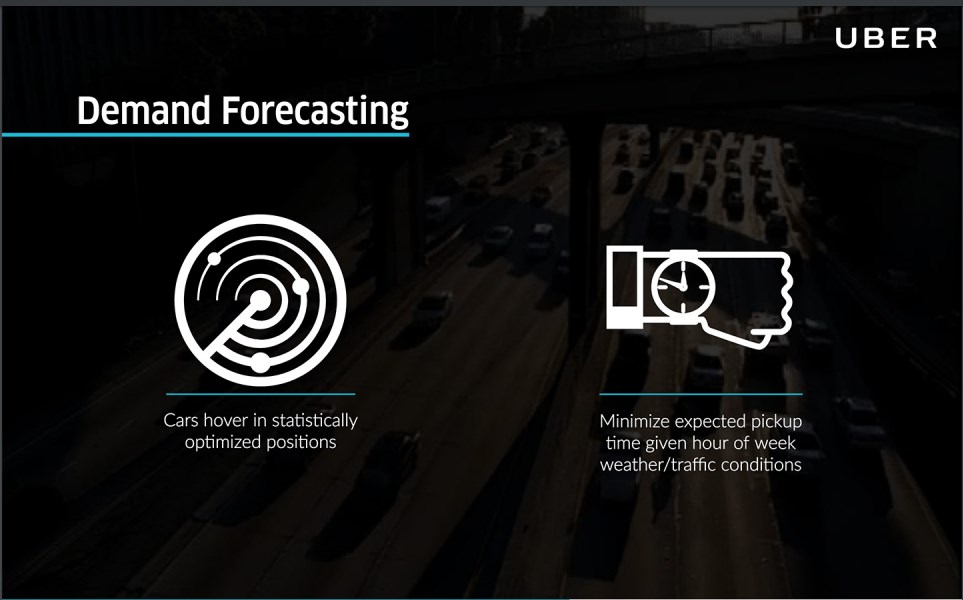 UBER
Demand Forecasting
Cars hover in statistically
optimized positions
Minimize expected pickup
time given hour of week
weather/traffic conditions